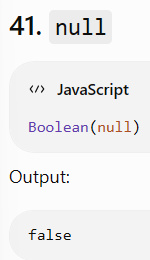 41. null
</> JavaScript
Boolean(null)
Output:
false